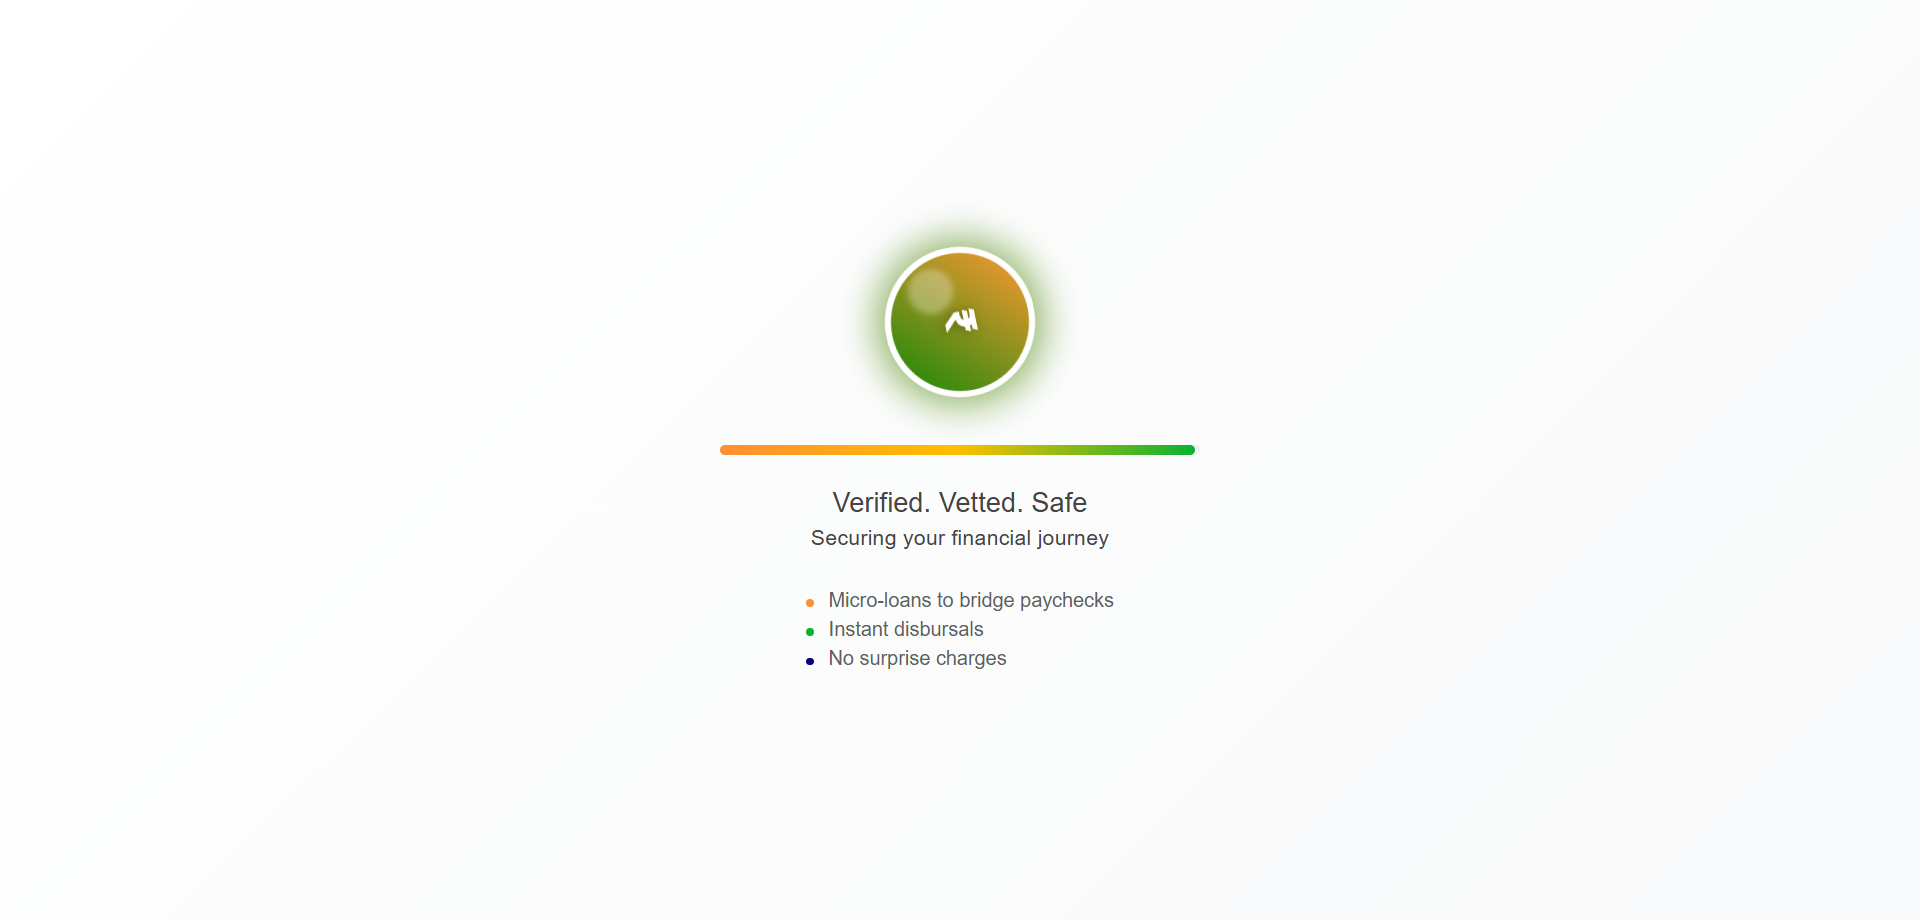 Verified. Vetted. Safe
Securing your financial journey
Micro-loans to bridge paychecks
Instant disbursals
No surprise charges